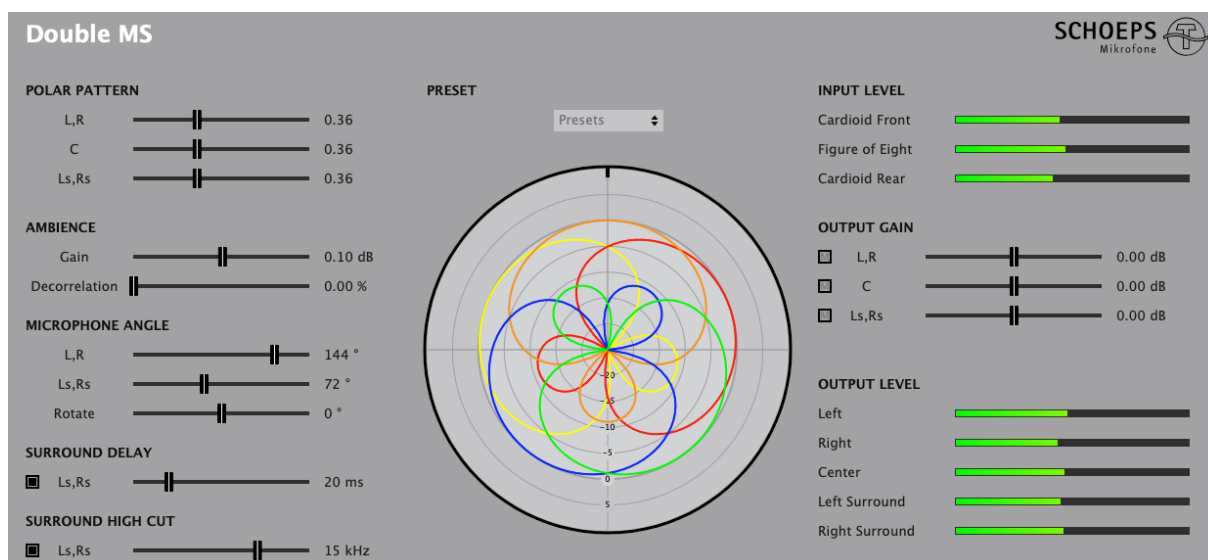 Double MS
SCHOEPS
Mikrofone
POLAR PATTERN
L,R 0.36
C 0.36
Ls,Rs 0.36
AMBIENCE
Gain 0.10 dB
Decorrelation 0.00 %
MICROPHONE ANGLE
L,R 144 °
Ls,Rs 72 °
Rotate 0 °
SURROUND DELAY
Ls,Rs 20 ms
SURROUND HIGH CUT
Ls,Rs 15 kHz
PRESET
Presets
-20
-15
-10
-5
0
5
INPUT LEVEL
Cardioid Front
Figure of Eight
Cardioid Rear
OUTPUT GAIN
L,R 0.00 dB
C 0.00 dB
Ls,Rs 0.00 dB
OUTPUT LEVEL
Left
Right
Center
Left Surround
Right Surround